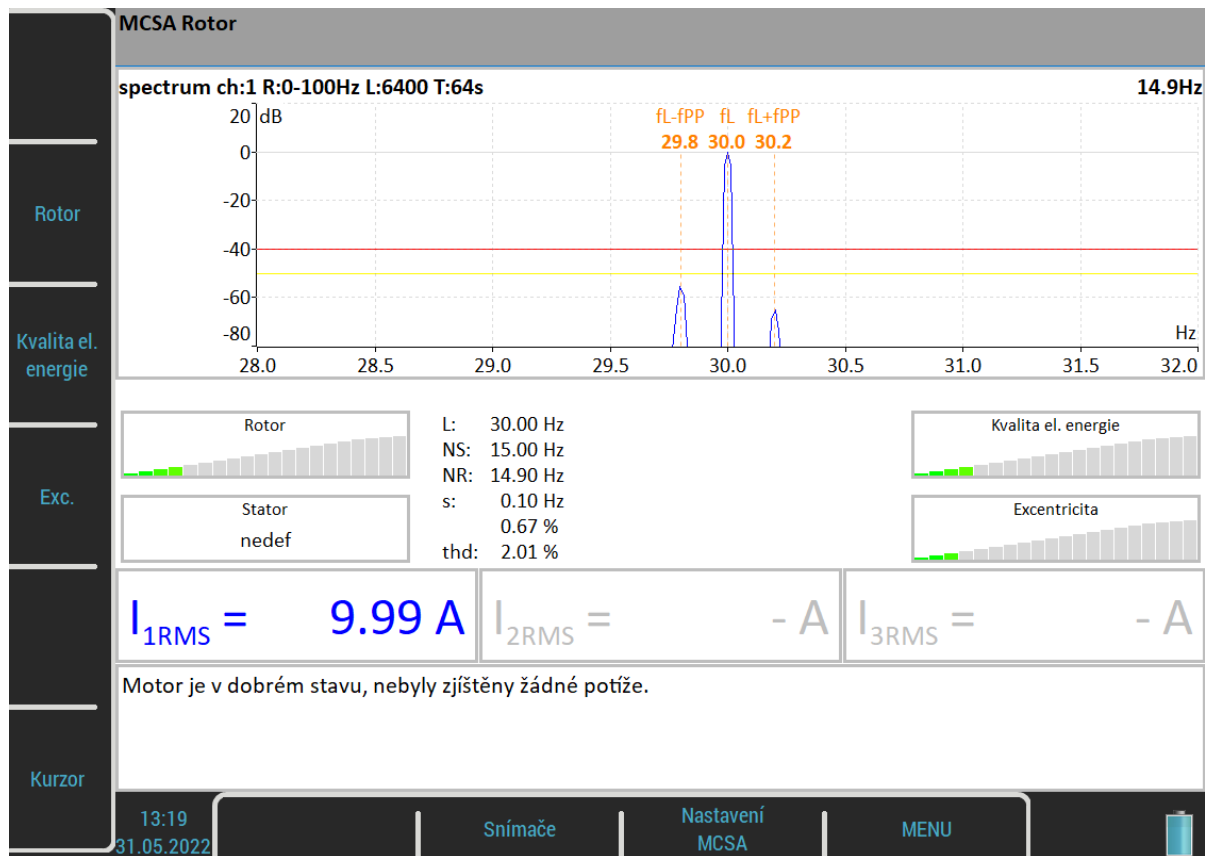 MCSA Rotor
spectrum ch:1 R:0-100Hz L:6400 T:64s
14.9Hz
20 dB
fL-fPP fL fL+fPP
29.8 30.0 30.2
0
-20
-40
-60
-80
Hz
28.0 28.5 29.0 29.5 30.0 30.5 31.0 31.5 32.0
Rotor
Kvalita el.
energie
Exc.
Kurzor
Rotor
Stator
nedef
L: 30.00 Hz
NS: 15.00 Hz
NR: 14.90 Hz
s: 0.10 Hz
0.67 %
thd: 2.01 %
Kvalita el. energie
Excentricita
I1RMS = 9.99 A
I2RMS = - A
I3RMS = - A
Motor je v dobrém stavu, nebyly zjíštěny žádné potíže.
13:19
31.05.2022
Snímače
Nastavení
MCSA
MENU